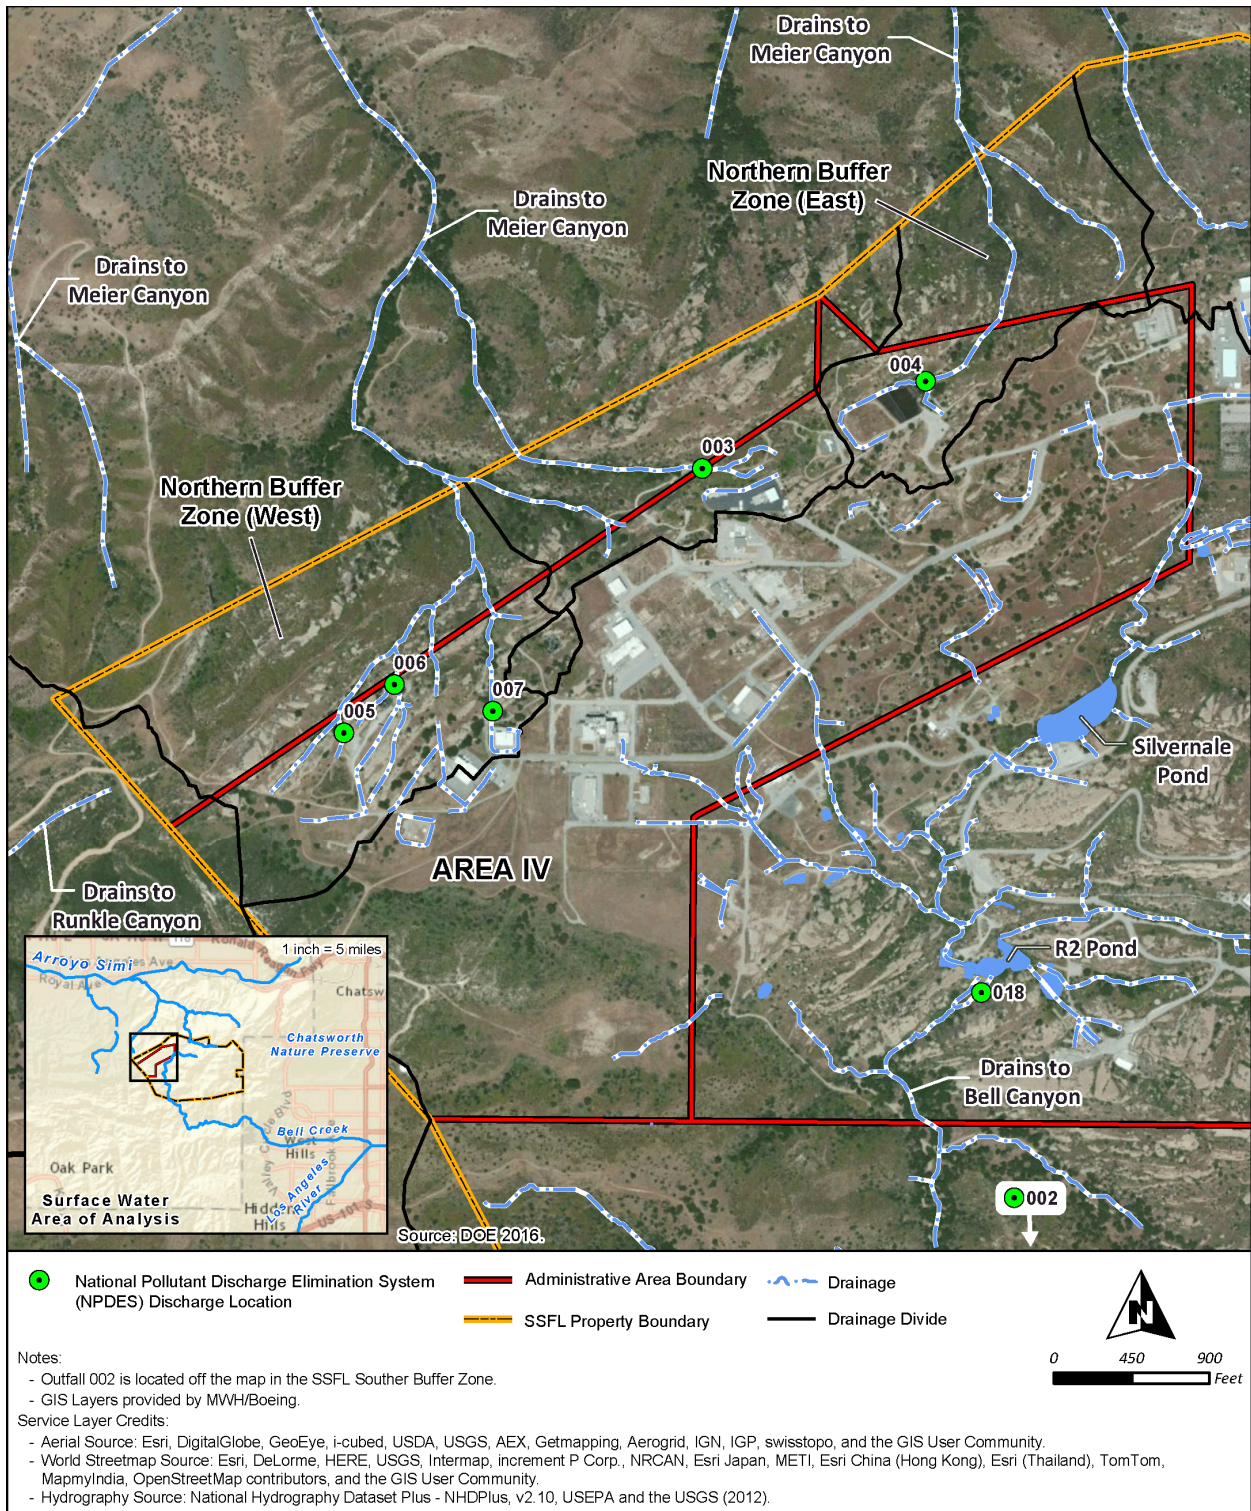 Drains to
Meier Canyon
Northern Buffer
Zone (East)
Drains to
Meier Canyon
Drains to
Meier Canyon
004
003
Northern Buffer
Zone (West)
006
007
005
Silvernale
Pond
AREA IV
Drains to
Runkle Canyon
R2 Pond
018
Drains to
Bell Canyon
002
1 inch = 5 miles
Arroyo Simi
Royal Ave
Chatsw
Chatsworth
Nature Preserve
Bell Creek
West
Hills
Oak Park
Los Angeles
River
Hidden
Hills
US-101 S
Surface Water
Area of Analysis
Source: DOE 2016.
National Pollutant Discharge Elimination System
(NPDES) Discharge Location
Administrative Area Boundary
SSFL Property Boundary
Drainage
Drainage Divide
N
0 450 900
Feet
Notes:
- Outfall 002 is located off the map in the SSFL Souther Buffer Zone.
- GIS Layers provided by MWH/Boeing.
Service Layer Credits:
- Aerial Source: Esri, DigitalGlobe, GeoEye, i-cubed, USDA, USGS, AEX, Getmapping, Aerogrid, IGN, IGP, swisstopo, and the GIS User Community.
- World Streetmap Source: Esri, DeLorme, HERE, USGS, Intermap, increment P Corp., NRCAN, Esri Japan, METI, Esri China (Hong Kong), Esri (Thailand), TomTom,
MapmyIndia, OpenStreetMap contributors, and the GIS User Community.
- Hydrography Source: National Hydrography Dataset Plus - NHDPlus, v2.10, USEPA and the USGS (2012).